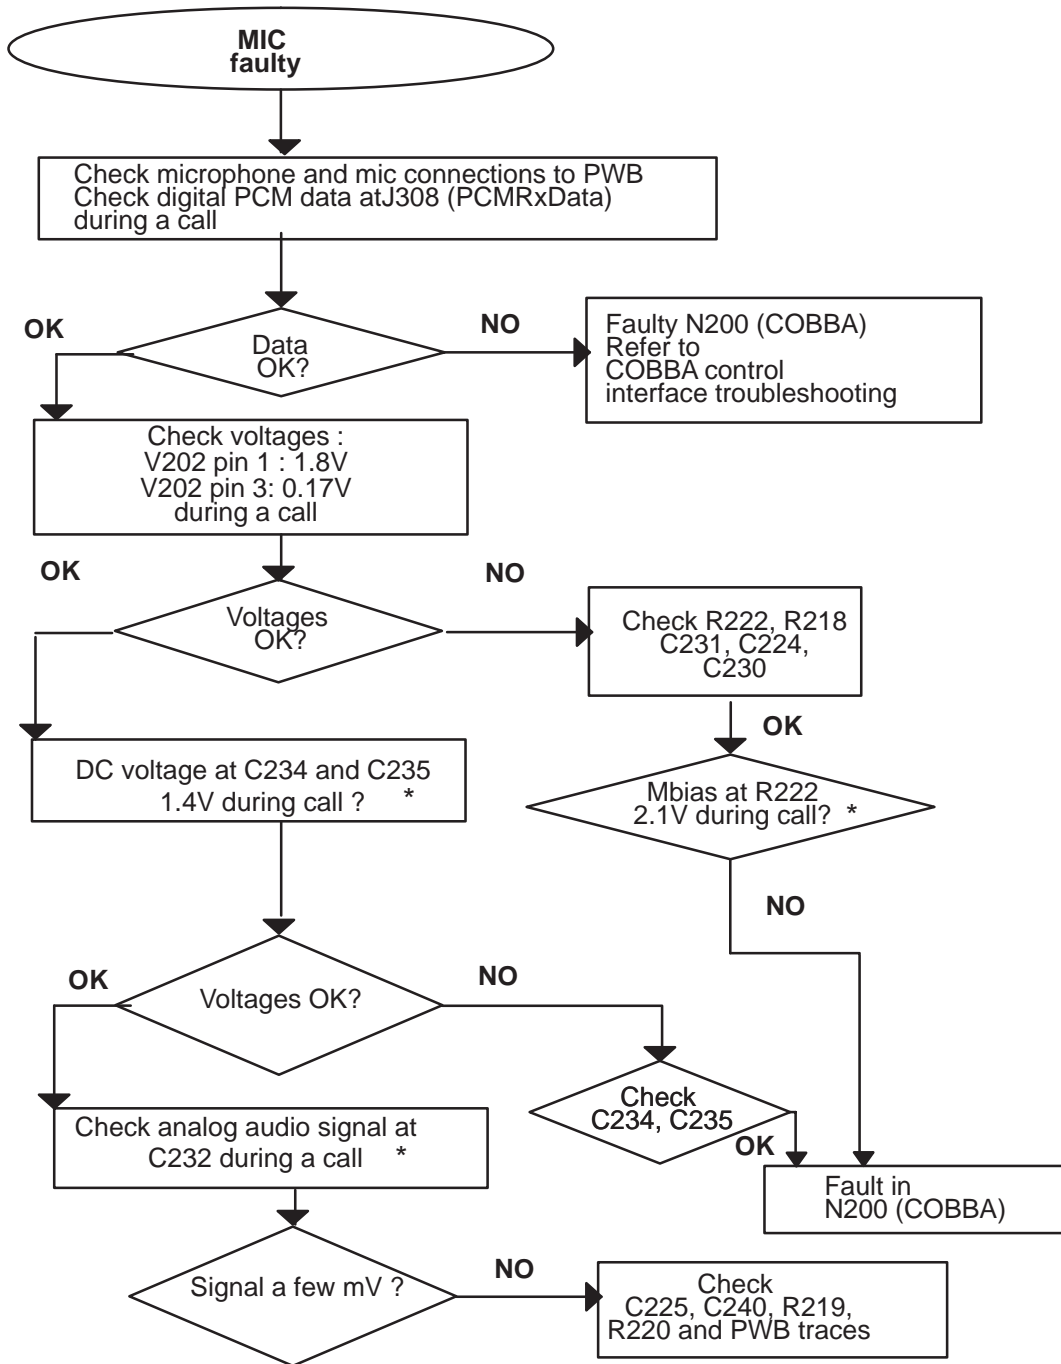 MIC
faulty
Check microphone and mic connections to PWB
Check digital PCM data atJ308 (PCMRxData)
during a call
OK
NO
Data
OK?
Faulty N200 (COBBA)
Refer to
COBBA control
interface troubleshooting
Check voltages :
V202 pin 1 : 1.8V
V202 pin 3: 0.17V
during a call
OK
NO
Voltages
OK?
Check R222, R218
C231, C224,
C230
OK
DC voltage at C234 and C235
1.4V during call ? *
Mbias at R222
2.1V during call? *
NO
OK
NO
Voltages OK?
Check
C234, C235
OK
Check analog audio signal at
C232 during a call *
Fault in
N200 (COBBA)
Signal a few mV ?
NO
Check
C225, C240, R219,
R220 and PWB traces